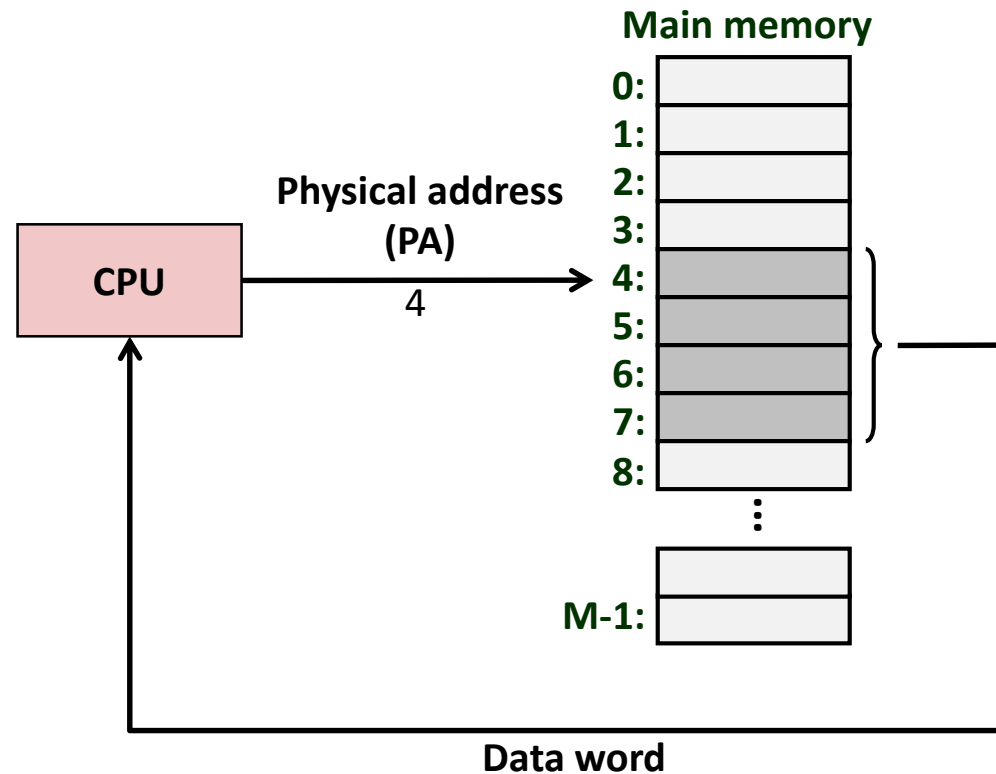 Main memory
0:
1:
2:
3:
4:
5:
6:
7:
8:
⋮
M-1:
Physical address
(PA)
4
CPU
Data word